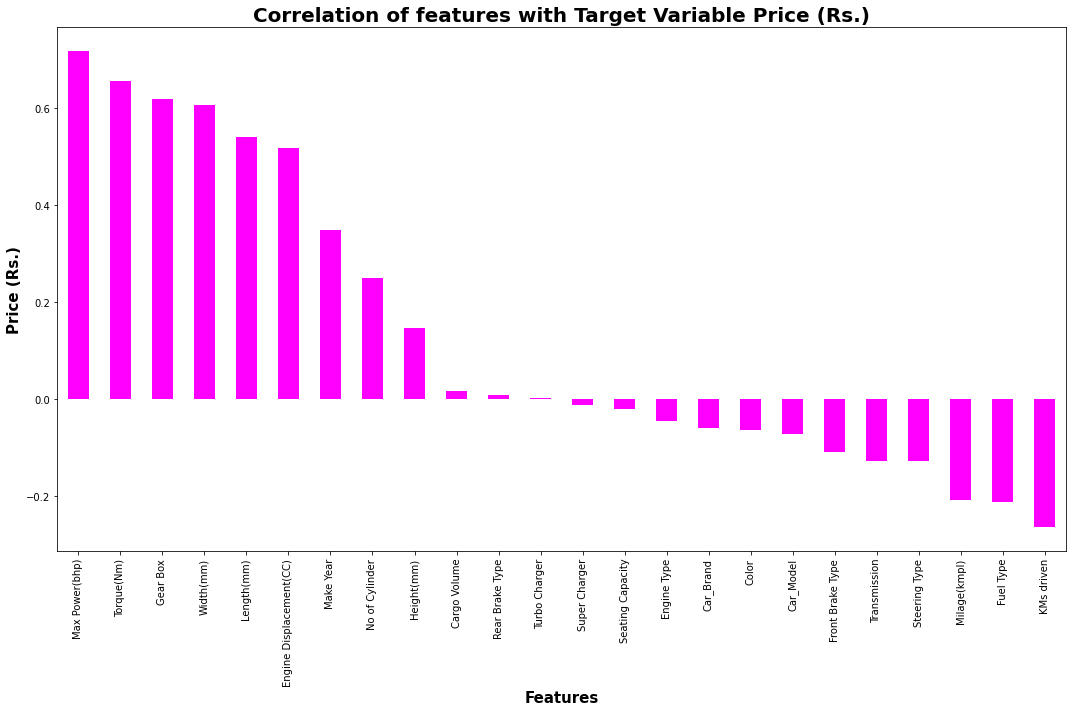 Correlation of features with Target Variable Price (Rs.)
Price (Rs.)
0.6
0.4
0.2
0.0
−0.2
Max Power(bhp)
Torque(Nm)
Gear Box
Width(mm)
Length(mm)
Engine Displacement(CC)
Make Year
No of Cylinder
Height(mm)
Cargo Volume
Rear Brake Type
Turbo Charger
Super Charger
Seating Capacity
Engine Type
Car_Brand
Color
Car_Model
Front Brake Type
Transmission
Steering Type
Milage(kmpl)
Fuel Type
KMs driven
Features